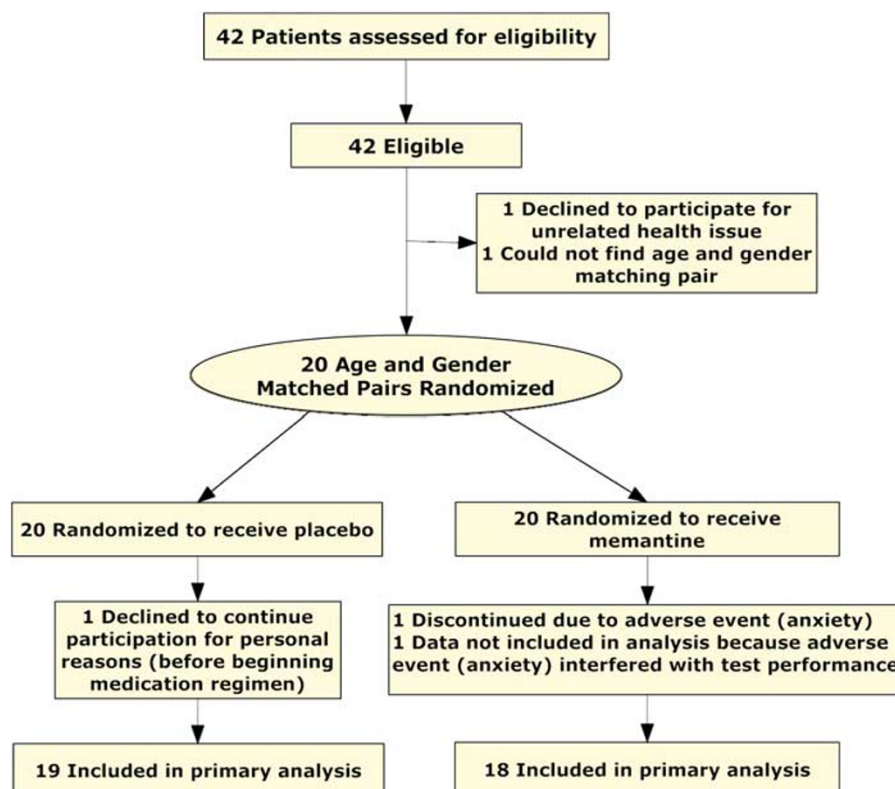 42 Patients assessed for eligibility
42 Eligible
1 Declined to participate for
unrelated health issue
1 Could not find age and gender
matching pair
20 Age and Gender
Matched Pairs Randomized
20 Randomized to receive placebo
20 Randomized to receive
memantine
1 Declined to continue
participation for personal
reasons (before beginning
medication regimen)
1 Discontinued due to adverse event (anxiety)
1 Data not included in analysis because adverse
event (anxiety) interfered with test performance
19 Included in primary analysis
18 Included in primary analysis